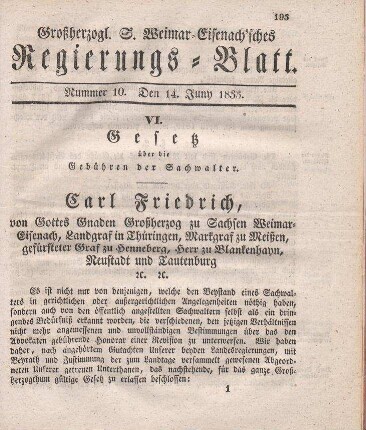 193
Großherzogl. S. Weimar-Eisenach'sches
Regierungs-Blatt.
Nummer 10. Den 14. Juny 1833.
VI.
Gesetz
über die
Gebühren der Sachwalter.
Carl Friedrich,
von Gottes Gnaden Großherzog zu Sachsen Weimar-
Eisenach, Landgraf in Thüringen, Markgraf zu Meißen,
gefürsteter Graf zu Henneberg, Herr zu Blankenhayn,
Neustadt und Tautenburg
ꝛc. ꝛc.
Es ist nicht nur von denjenigen, welche den Beystand eines Sachwal-
ters in gerichtlichen oder außergerichtlichen Angelegenheiten nöthig haben,
sondern auch von den öffentlich angestellten Sachwaltern selbst als ein drin-
gendes Bedürfniß erkannt worden, die verschiedenen, den jetzigen Verhältnissen
nicht mehr angemessenen und unvollständigen Bestimmungen über das den
Advokaten gebührende Honorar einer Revision zu unterwerfen. Wir haben
daher, nach angehörtem Gutachten Unserer beyden Landesregierungen, mit
Beyrath und Zustimmung der zum Landtage versammelt gewesenen Abgeord-
neten Unserer getreuen Unterthanen, das nachstehende, für das ganze Groß-
herzogthum gültige Gesetz zu erlassen beschlossen:
1